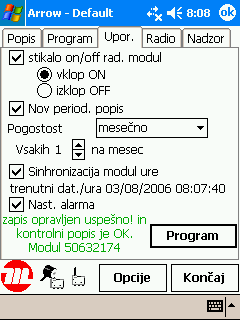 Arrow - Default 8:08 ok
Popis Program Upor. Radio Nadzor
stikalo on/off rad. modul
vklop ON
izklop OFF
Nov period. popis
Pogostost mesečno
Vsakih 1 na mesec
Sinhronizacija modul ure
trenutni dat./ura 03/08/2006 08:07:40
Nast. alarma
zapis opravljen uspešno! in
kontrolni popis je OK.
Modul 50632174
Program
Opcije Končaj